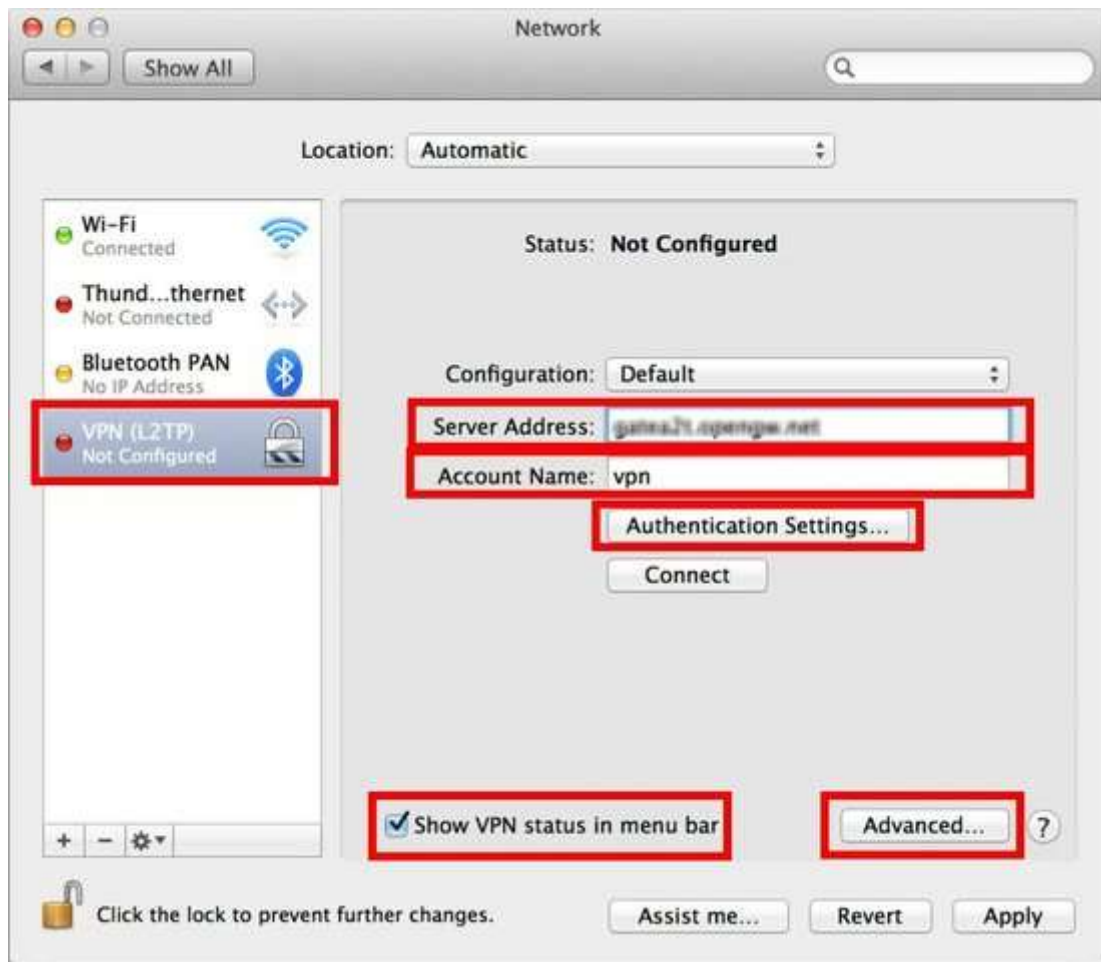 Network
Show All
Location: Automatic
Wi-Fi
Connected
Thund...thernet
Not Connected
Bluetooth PAN
No IP Address
VPN (L2TP)
Not Configured
Status: Not Configured
Configuration: Default
Server Address:
Account Name: vpn
Authentication Settings...
Connect
Show VPN status in menu bar
Advanced... ?
+ −
Click the lock to prevent further changes.
Assist me... Revert Apply